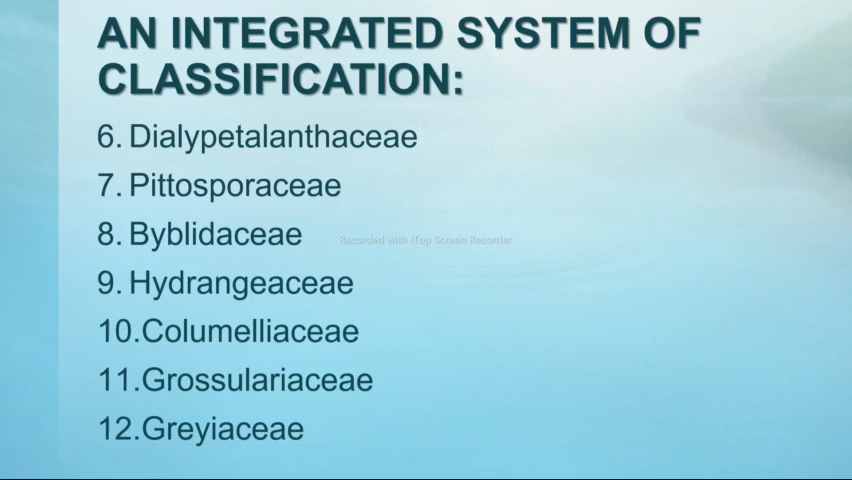 AN INTEGRATED SYSTEM OF
CLASSIFICATION:
6. Dialypetalanthaceae
7. Pittosporaceae
8. Byblidaceae
Recorded with iTop Screen Recorder
9. Hydrangeaceae
10.Columelliaceae
11.Grossulariaceae
12.Greyiaceae